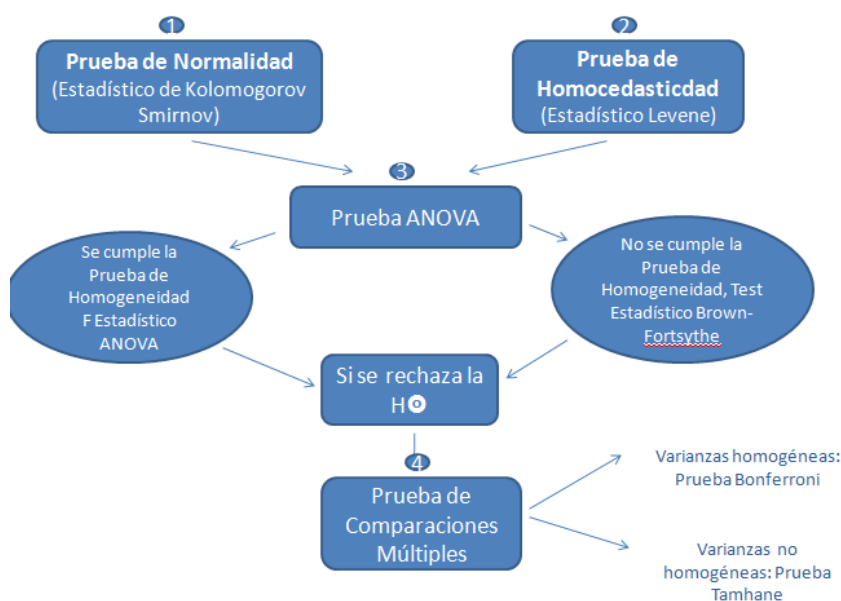 1
Prueba de Normalidad
(Estadístico de Kolomogorov
Smirnov)
2
Prueba de
Homocedasticdad
(Estadístico Levene)
3
Prueba ANOVA
Se cumple la
Prueba de
Homogeneidad
F Estadístico
ANOVA
No se cumple la
Prueba de
Homogeneidad, Test
Estadístico Brown-
Fortsythe
Si se rechaza la
H0
4
Prueba de
Comparaciones
Múltiples
Varianzas homogéneas:
Prueba Bonferroni
Varianzas no
homogéneas: Prueba
Tamhane